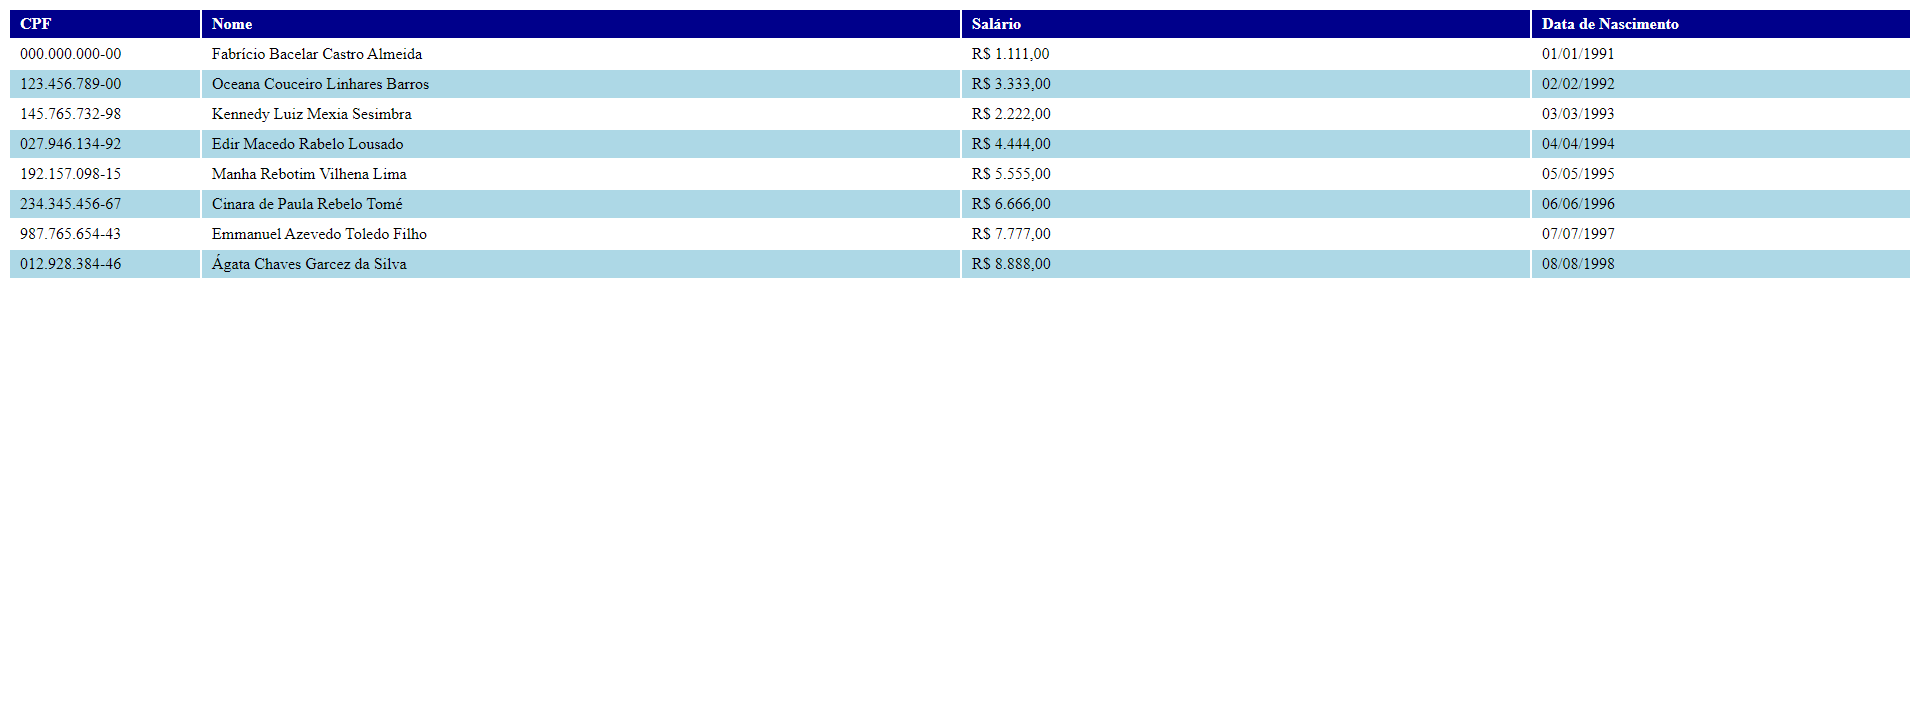 CPF Nome Salário Data de Nascimento
000.000.000-00 Fabrício Bacelar Castro Almeida R$ 1.111,00 01/01/1991
123.456.789-00 Oceana Couceiro Linhares Barros R$ 3.333,00 02/02/1992
145.765.732-98 Kennedy Luiz Mexia Sesimbra R$ 2.222,00 03/03/1993
027.946.134-92 Edir Macedo Rabelo Lousado R$ 4.444,00 04/04/1994
192.157.098-15 Manha Rebotim Vilhena Lima R$ 5.555,00 05/05/1995
234.345.456-67 Cinara de Paula Rebelo Tomé R$ 6.666,00 06/06/1996
987.765.654-43 Emmanuel Azevedo Toledo Filho R$ 7.777,00 07/07/1997
012.928.384-46 Ágata Chaves Garcez da Silva R$ 8.888,00 08/08/1998